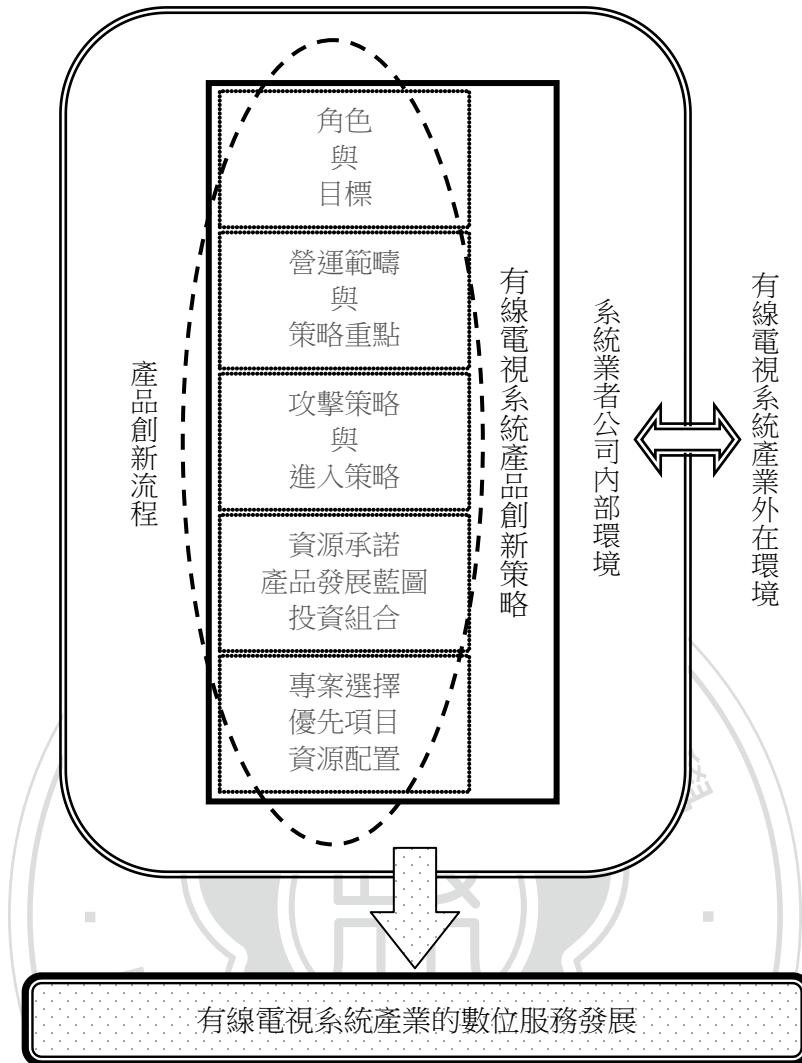 角色
與
目標
營運範疇
與
策略重點
攻擊策略
與
進入策略
資源承諾
產品發展藍圖
投資組合
專案選擇
優先項目
資源配置
產品創新流程
有線電視系統產品創新策略
系統業者公司內部環境
有線電視系統產業外在環境
有線電視系統產業的數位服務發展